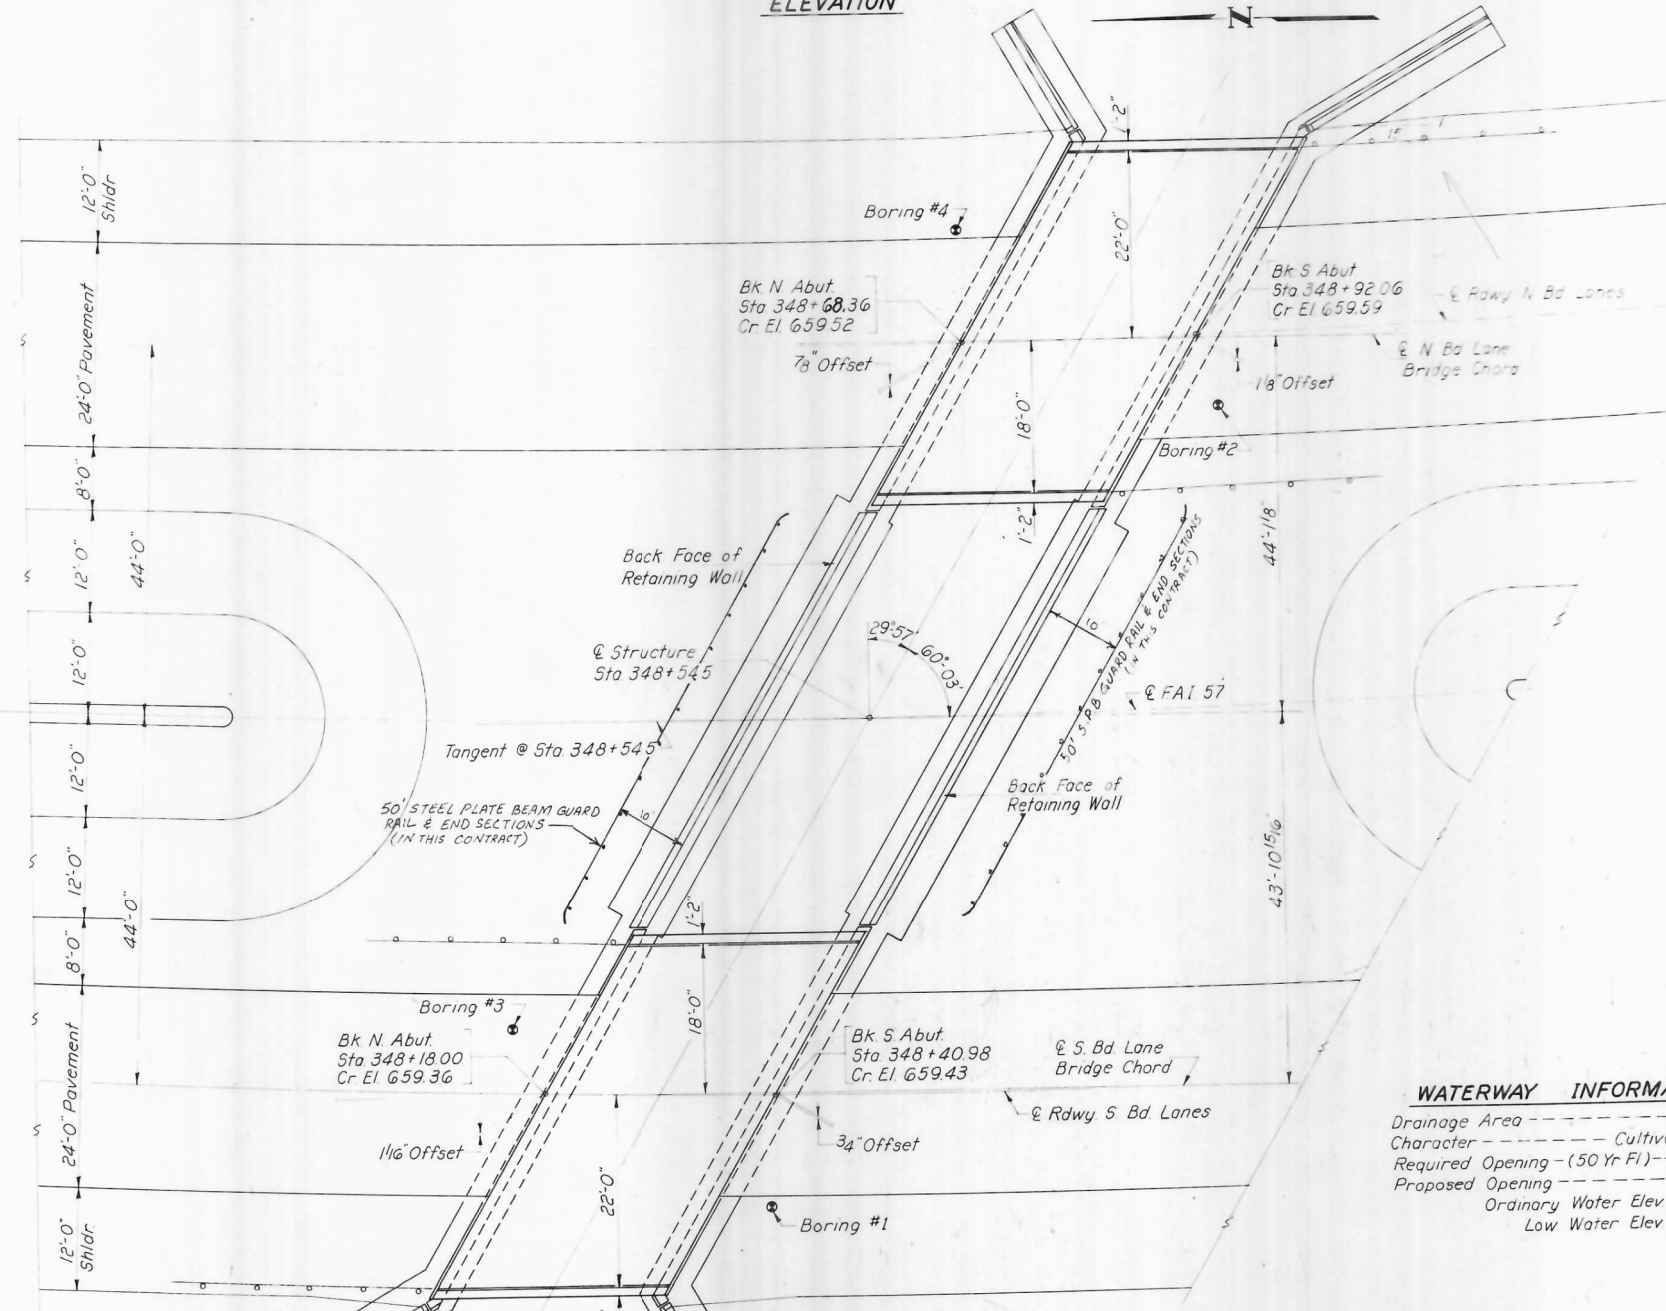 ELEVATION
N
1'-2"
12'-0"
Shldr.
Boring #4
22'-0"
Bk. N. Abut.
Sta. 348+68.36
Cr. El. 659.52
Bk. S. Abut.
Sta. 348+92.06
Cr. El. 659.59
℄ Rdwy. N. Bd. Lanes
24'-0" Pavement
7/8" Offset
℄ N. Bd. Lane
Bridge Chord
1 1/8" Offset
18'-0"
Boring #2
8'-0"
1'-2"
44'-1 1/8"
12'-0"
44'-0"
Back Face of
Retaining Wall
50' S.P.B. GUARD RAIL & END SECTIONS
(IN THIS CONTRACT)
10'
29°57'
60°03'
℄ Structure
Sta. 348+54.5
12'-0"
℄ FAI 57
Tangent @ Sta. 348+54.5
12'-0"
Back Face of
Retaining Wall
50' STEEL PLATE BEAM GUARD
RAIL & END SECTIONS
(IN THIS CONTRACT)
10'
43'-10 15/16"
12'-0"
44'-0"
1'-2"
8'-0"
18'-0"
Boring #3
Bk. N. Abut.
Sta. 348+18.00
Cr. El. 659.36
Bk. S. Abut.
Sta. 348+40.98
Cr. El. 659.43
℄ S. Bd. Lane
Bridge Chord
℄ Rdwy. S. Bd. Lanes
24'-0" Pavement
1 1/16" Offset
3/4" Offset
22'-0"
Boring #1
12'-0"
Shldr.
WATERWAY INFORMA
Drainage Area
Character - Cultiv
Required Opening - (50 Yr. Fl.) -
Proposed Opening
Ordinary Water Elev
Low Water Elev